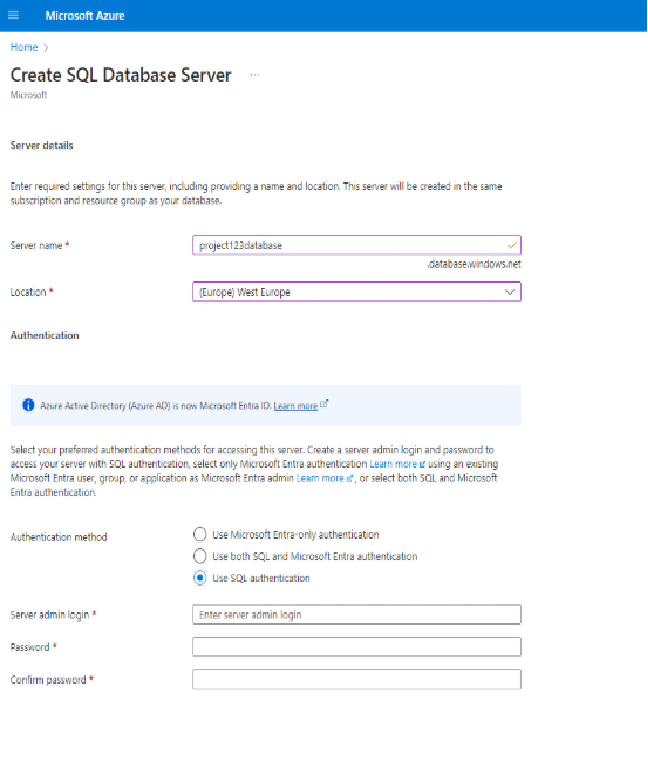 Microsoft Azure
Home >
Create SQL Database Server ...
Microsoft
Server details
Enter required settings for this server, including providing a name and location. This server will be created in the same
subscription and resource group as your database.
Server name *
project123database
.database.windows.net
Location *
(Europe) West Europe
Authentication
Azure Active Directory (Azure AD) is now Microsoft Entra ID. Learn more
Select your preferred authentication methods for accessing this server. Create a server admin login and password to
access your server with SQL authentication, select only Microsoft Entra authentication Learn more using an existing
Microsoft Entra user, group, or application as Microsoft Entra admin Learn more , or select both SQL and Microsoft
Entra authentication.
Authentication method
Use Microsoft Entra-only authentication
Use both SQL and Microsoft Entra authentication
Use SQL authentication
Server admin login *
Enter server admin login
Password *
Confirm password *